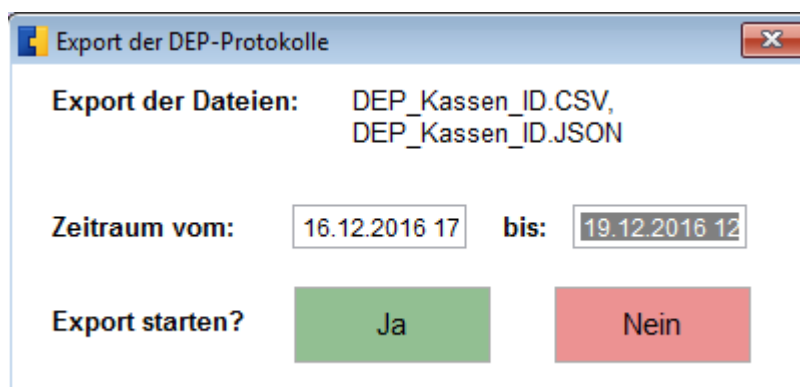 Export der DEP-Protokolle
Export der Dateien: DEP_Kassen_ID.CSV,
DEP_Kassen_ID.JSON
Zeitraum vom: 16.12.2016 17 bis: 19.12.2016 12
Export starten? Ja Nein